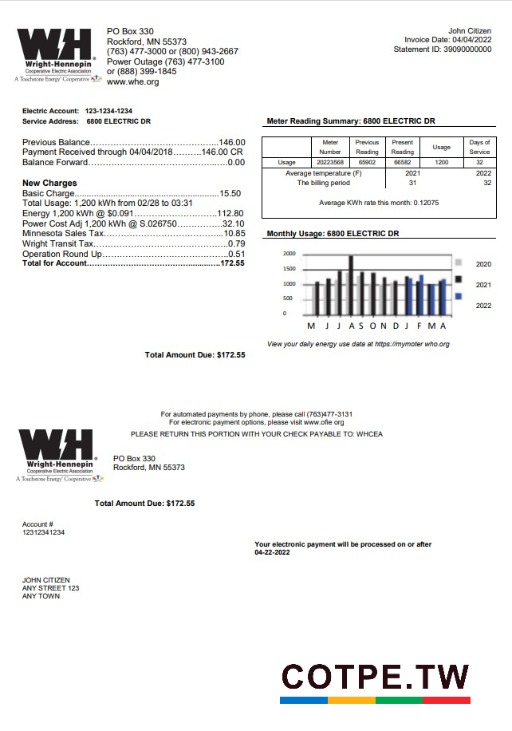 WH
Wright-Hennepin
Cooperative Electric Association
A Touchstone Energy® Cooperative
PO Box 330
Rockford, MN 55373
(763) 477-3000 or (800) 943-2667
Power Outage (763) 477-3100
or (888) 399-1845
www.whe.org
John Citizen
Invoice Date: 04/04/2022
Statement ID: 39090000000
Electric Account: 123-1234-1234
Service Address: 6800 ELECTRIC DR
Previous Balance 146.00
Payment Received through 04/04/2018 146.00 CR
Balance Forward 0.00
New Charges
Basic Charge 15.50
Total Usage: 1,200 kWh from 02/28 to 03:31
Energy 1,200 kWh @ $0.091 112.80
Power Cost Adj 1,200 kWh @ S.026750 32.10
Minnesota Sales Tax 10.85
Wright Transit Tax 0.79
Operation Round Up 0.51
Total for Account 172.55
Total Amount Due: $172.55
Meter Reading Summary: 6800 ELECTRIC DR
Meter Number Previous Reading Present Reading Usage Days of Service
Usage 20223568 65902 66582 1200 32
Average temperature (F) 2021 2022
The billing period 31 32
Average KWh rate this month: 0.12075
Monthly Usage: 6800 ELECTRIC DR
2000
1500
1000
500
0
M J J A S O N D J F M A
2020
2021
2022
View your daily energy use data at https://mymoter who.org
For automated payments by phone, please call (763)477-3131
For electronic payment options, please visit www.ofie org
PLEASE RETURN THIS PORTION WITH YOUR CHECK PAYABLE TO: WHCEA
WH
Wright-Hennepin
Cooperative Electric Association
A Touchstone Energy® Cooperative
PO Box 330
Rockford, MN 55373
Total Amount Due: $172.55
Account #
12312341234
Your electronic payment will be processed on or after
04-22-2022
JOHN CITIZEN
ANY STREET 123
ANY TOWN
COTPE.TW